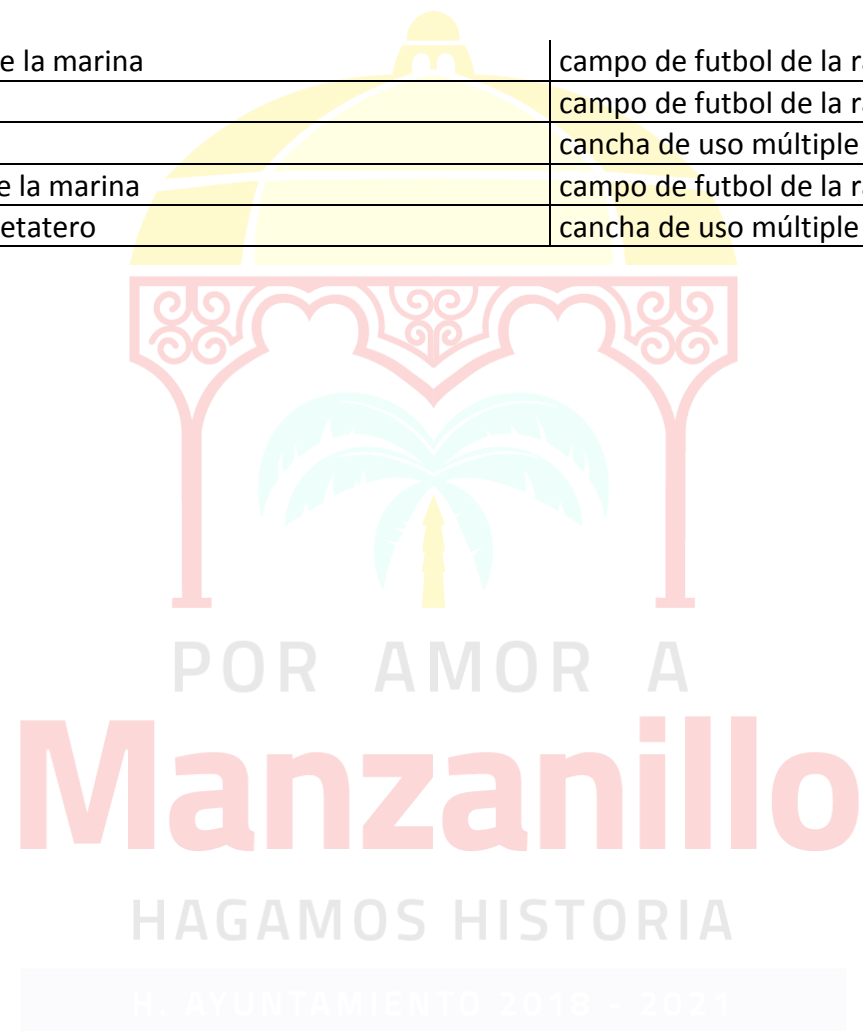 e la marina campo de futbol de la
campo de futbol de la
cancha de uso múltiple
e la marina campo de futbol de la
etatero cancha de uso múltiple
POR AMOR A
Manzanillo
HAGAMOS HISTORIA
H. AYUNTAMIENTO 2018 - 2021